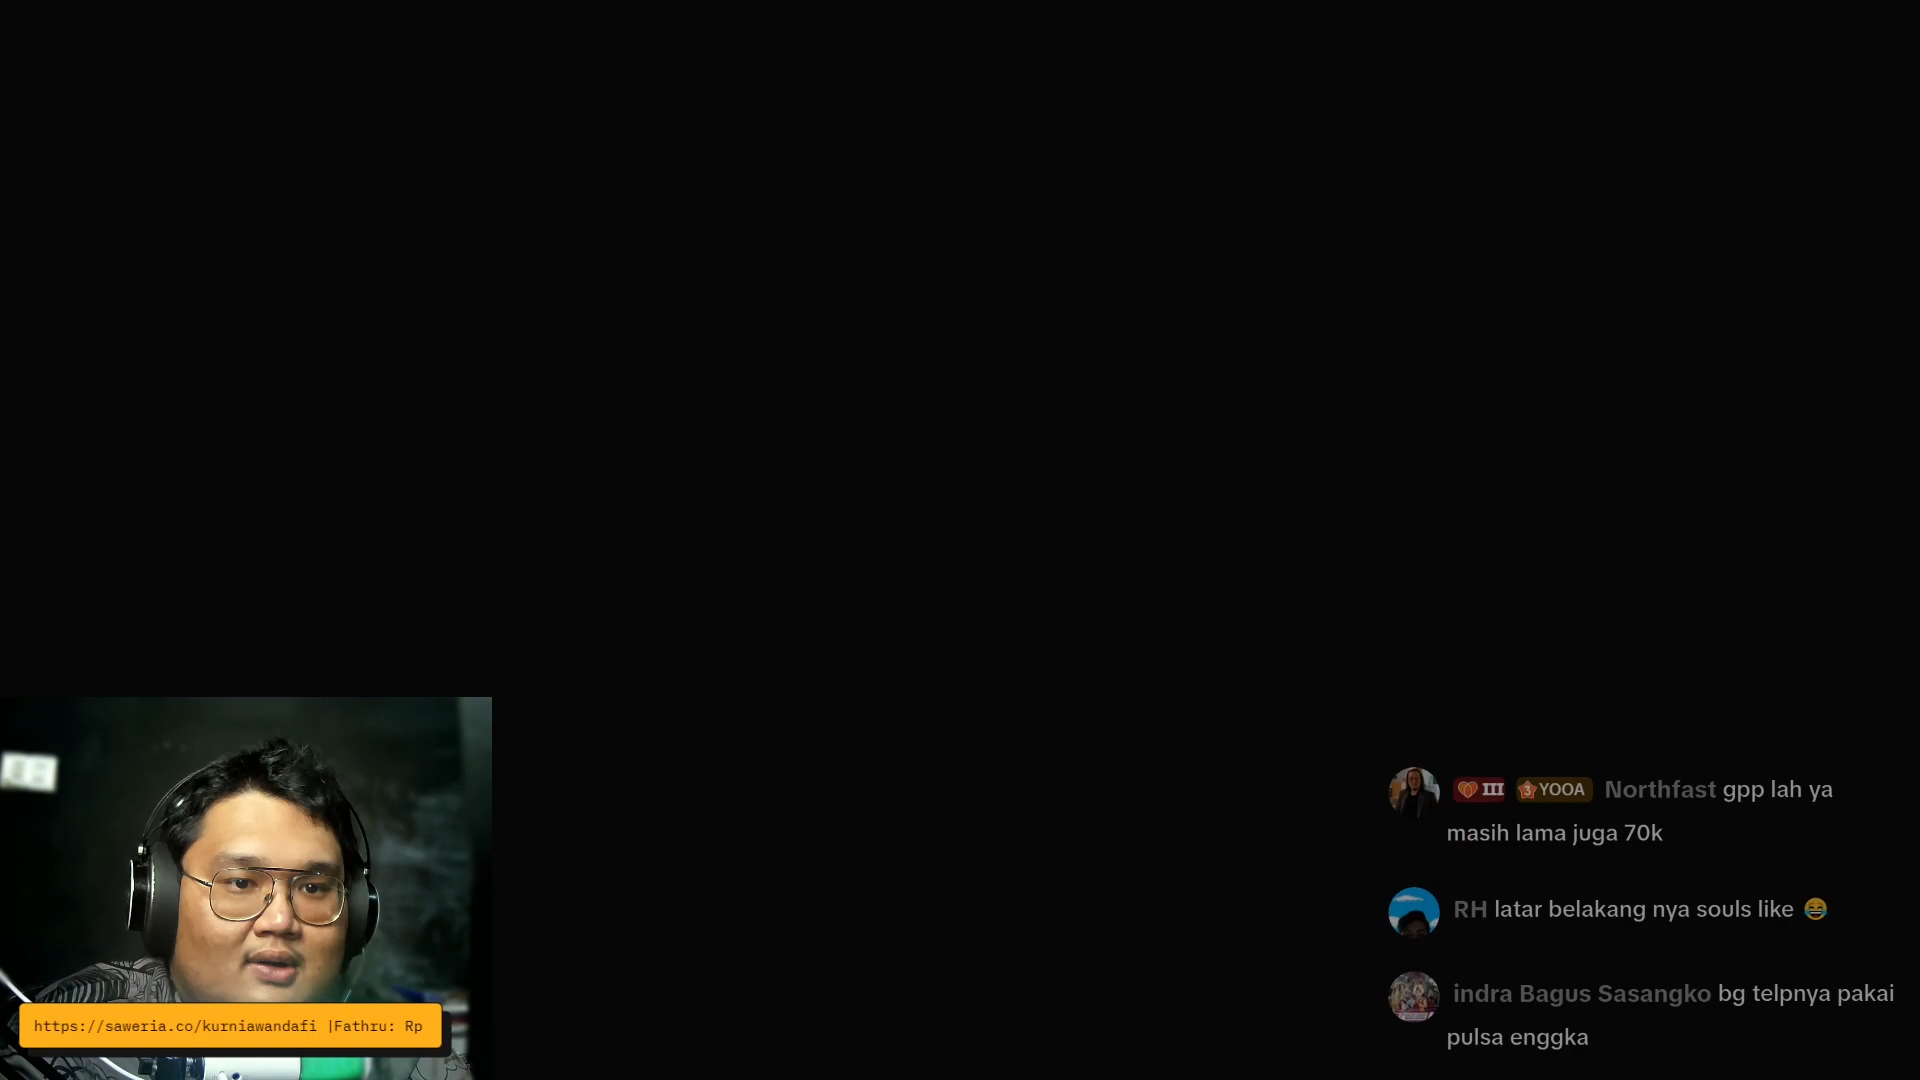 III 3 YOOA Northfast gpp lah ya
masih lama juga 70k
RH latar belakang nya souls like 😂
indra Bagus Sasangko bg telpnya pakai
pulsa enggka
https://saweria.co/kurniawandafi |Fathru: Rp